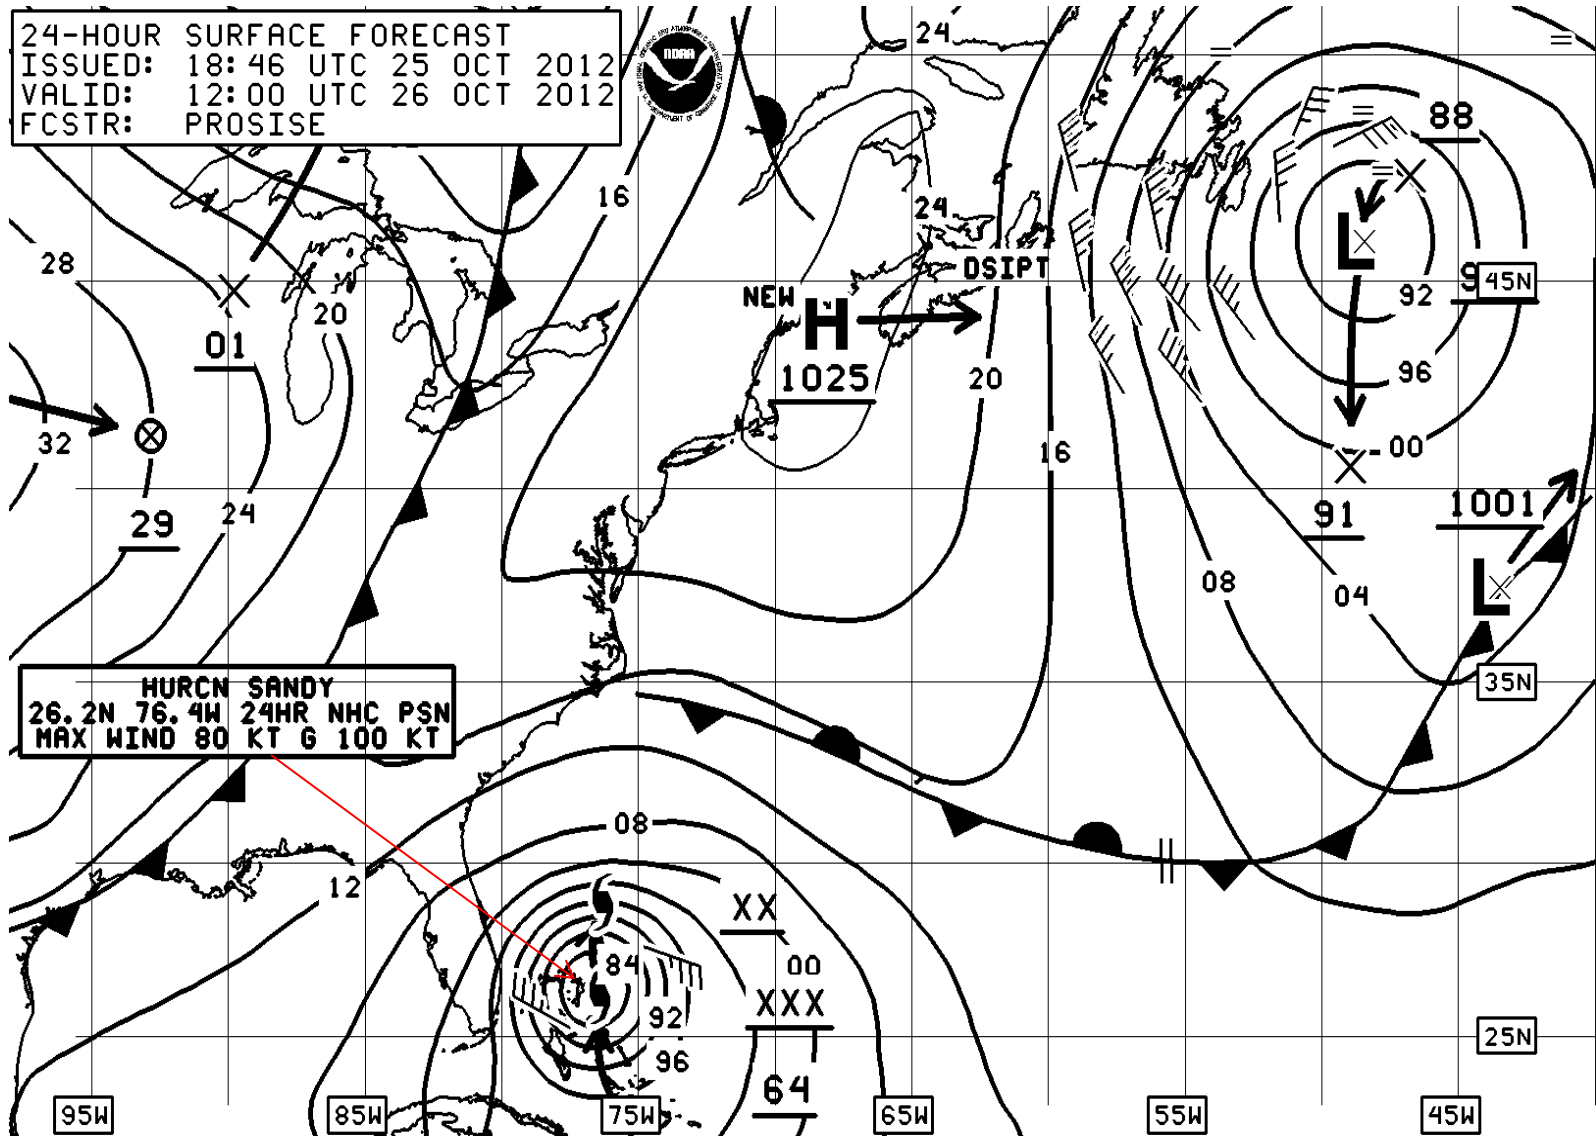 24-HOUR SURFACE FORECAST
ISSUED: 18:46 UTC 25 OCT 2012
VALID: 12:00 UTC 26 OCT 2012
FCSTR: PROSISE
NOAA
24
88
16
24
28
DSIPT
45N
NEW
H
L
92
20
01
1025
20
96
32
16
00
24
29
91
1001
L
08
04
HURCN SANDY
26.2N 76.4W 24HR NHC PSN
MAX WIND 80 KT G 100 KT
35N
08
12
XX
84
00
XXX
92
25N
96
64
95W
85W
75W
65W
55W
45W